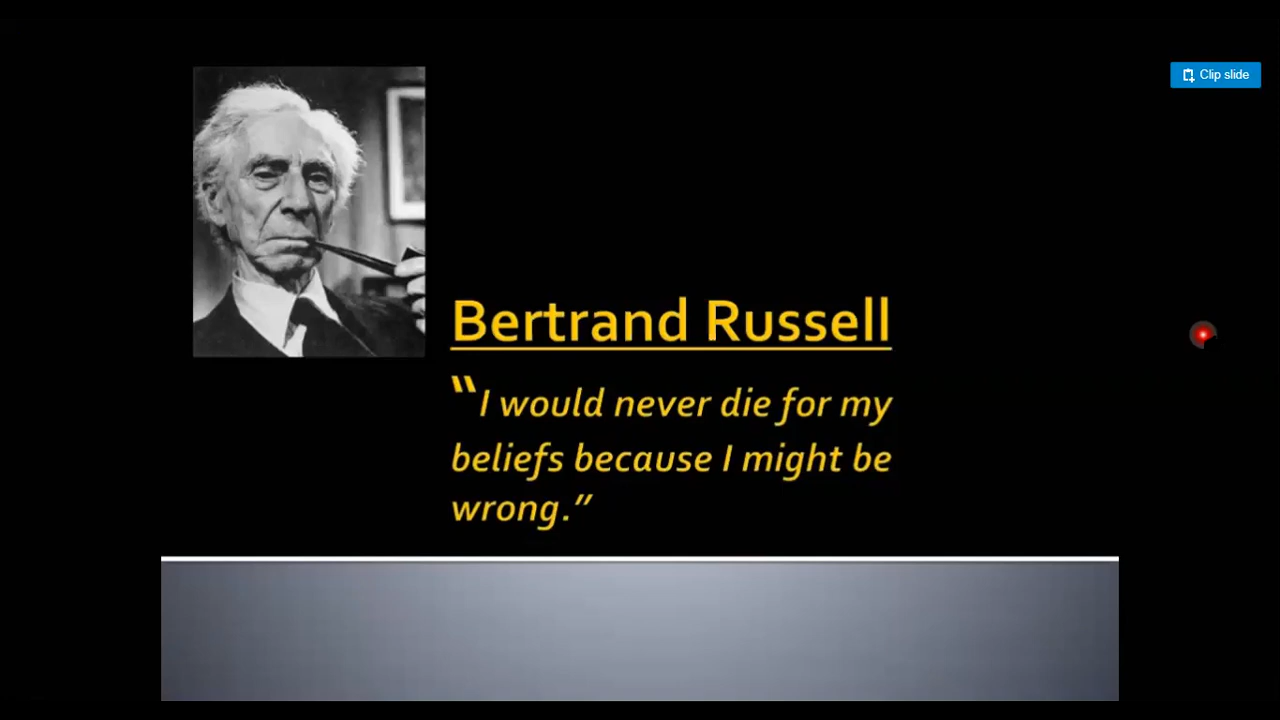 Clip slide
Bertrand Russell
“I would never die for my
beliefs because I might be
wrong.”